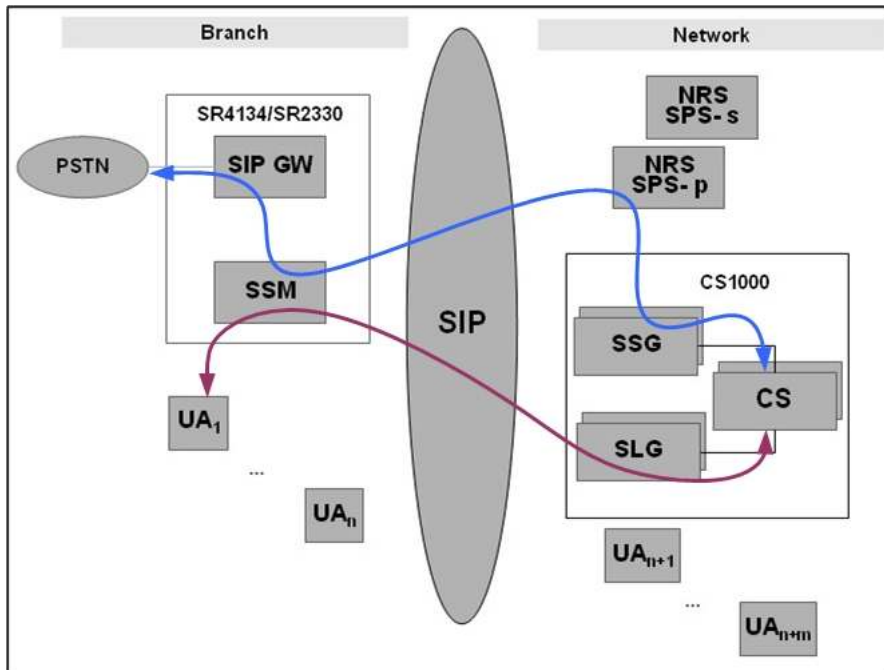 Branch
Network
SR4134/SR2330
NRS
SPS- s
PSTN
SIP GW
NRS
SPS- p
SSM
SIP
CS1000
SSG
CS
UA1
SLG
...
UAn
UAn+1
...
UAn+m